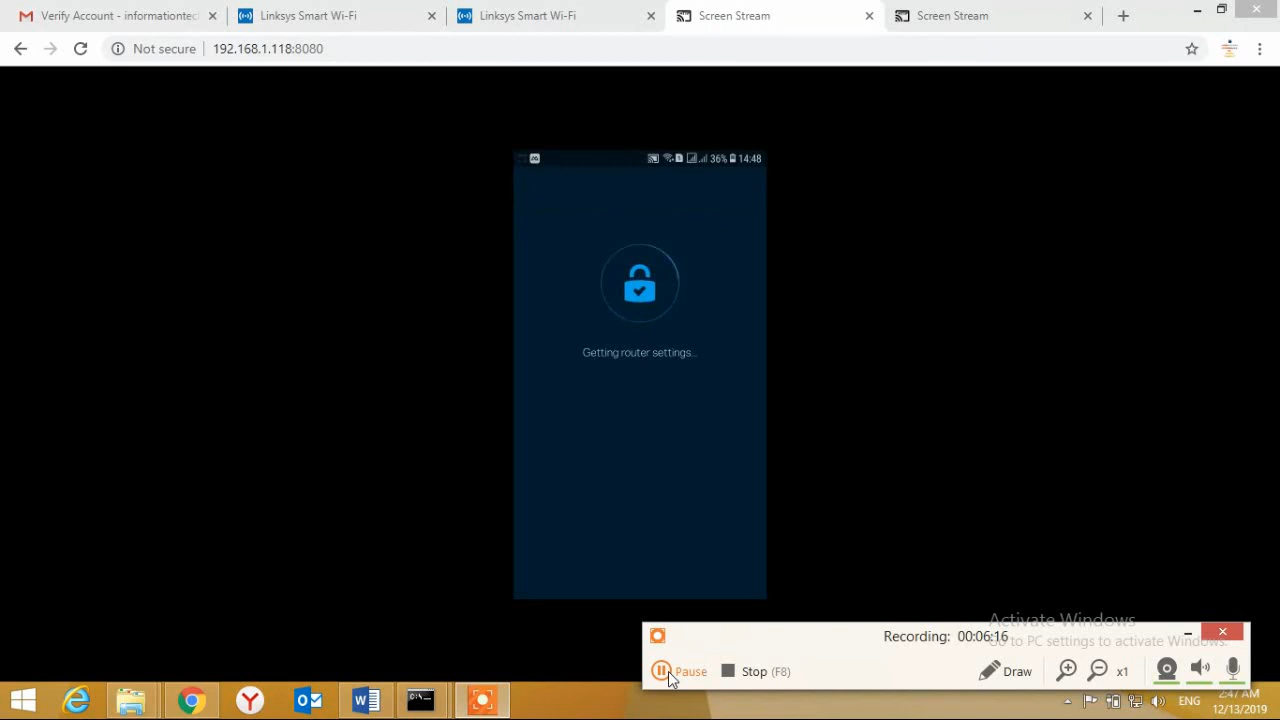 Verify Account - informationtec
Linksys Smart Wi-Fi
Linksys Smart Wi-Fi
Screen Stream
Screen Stream
Not secure
192.168.1.118:8080
36% 14:48
Getting router settings...
Activate Windows
Go to PC settings to activate Windows.
Recording: 00:06:16
Pause
Stop (F8)
Draw
x1
ENG
2:47 AM
12/13/2019